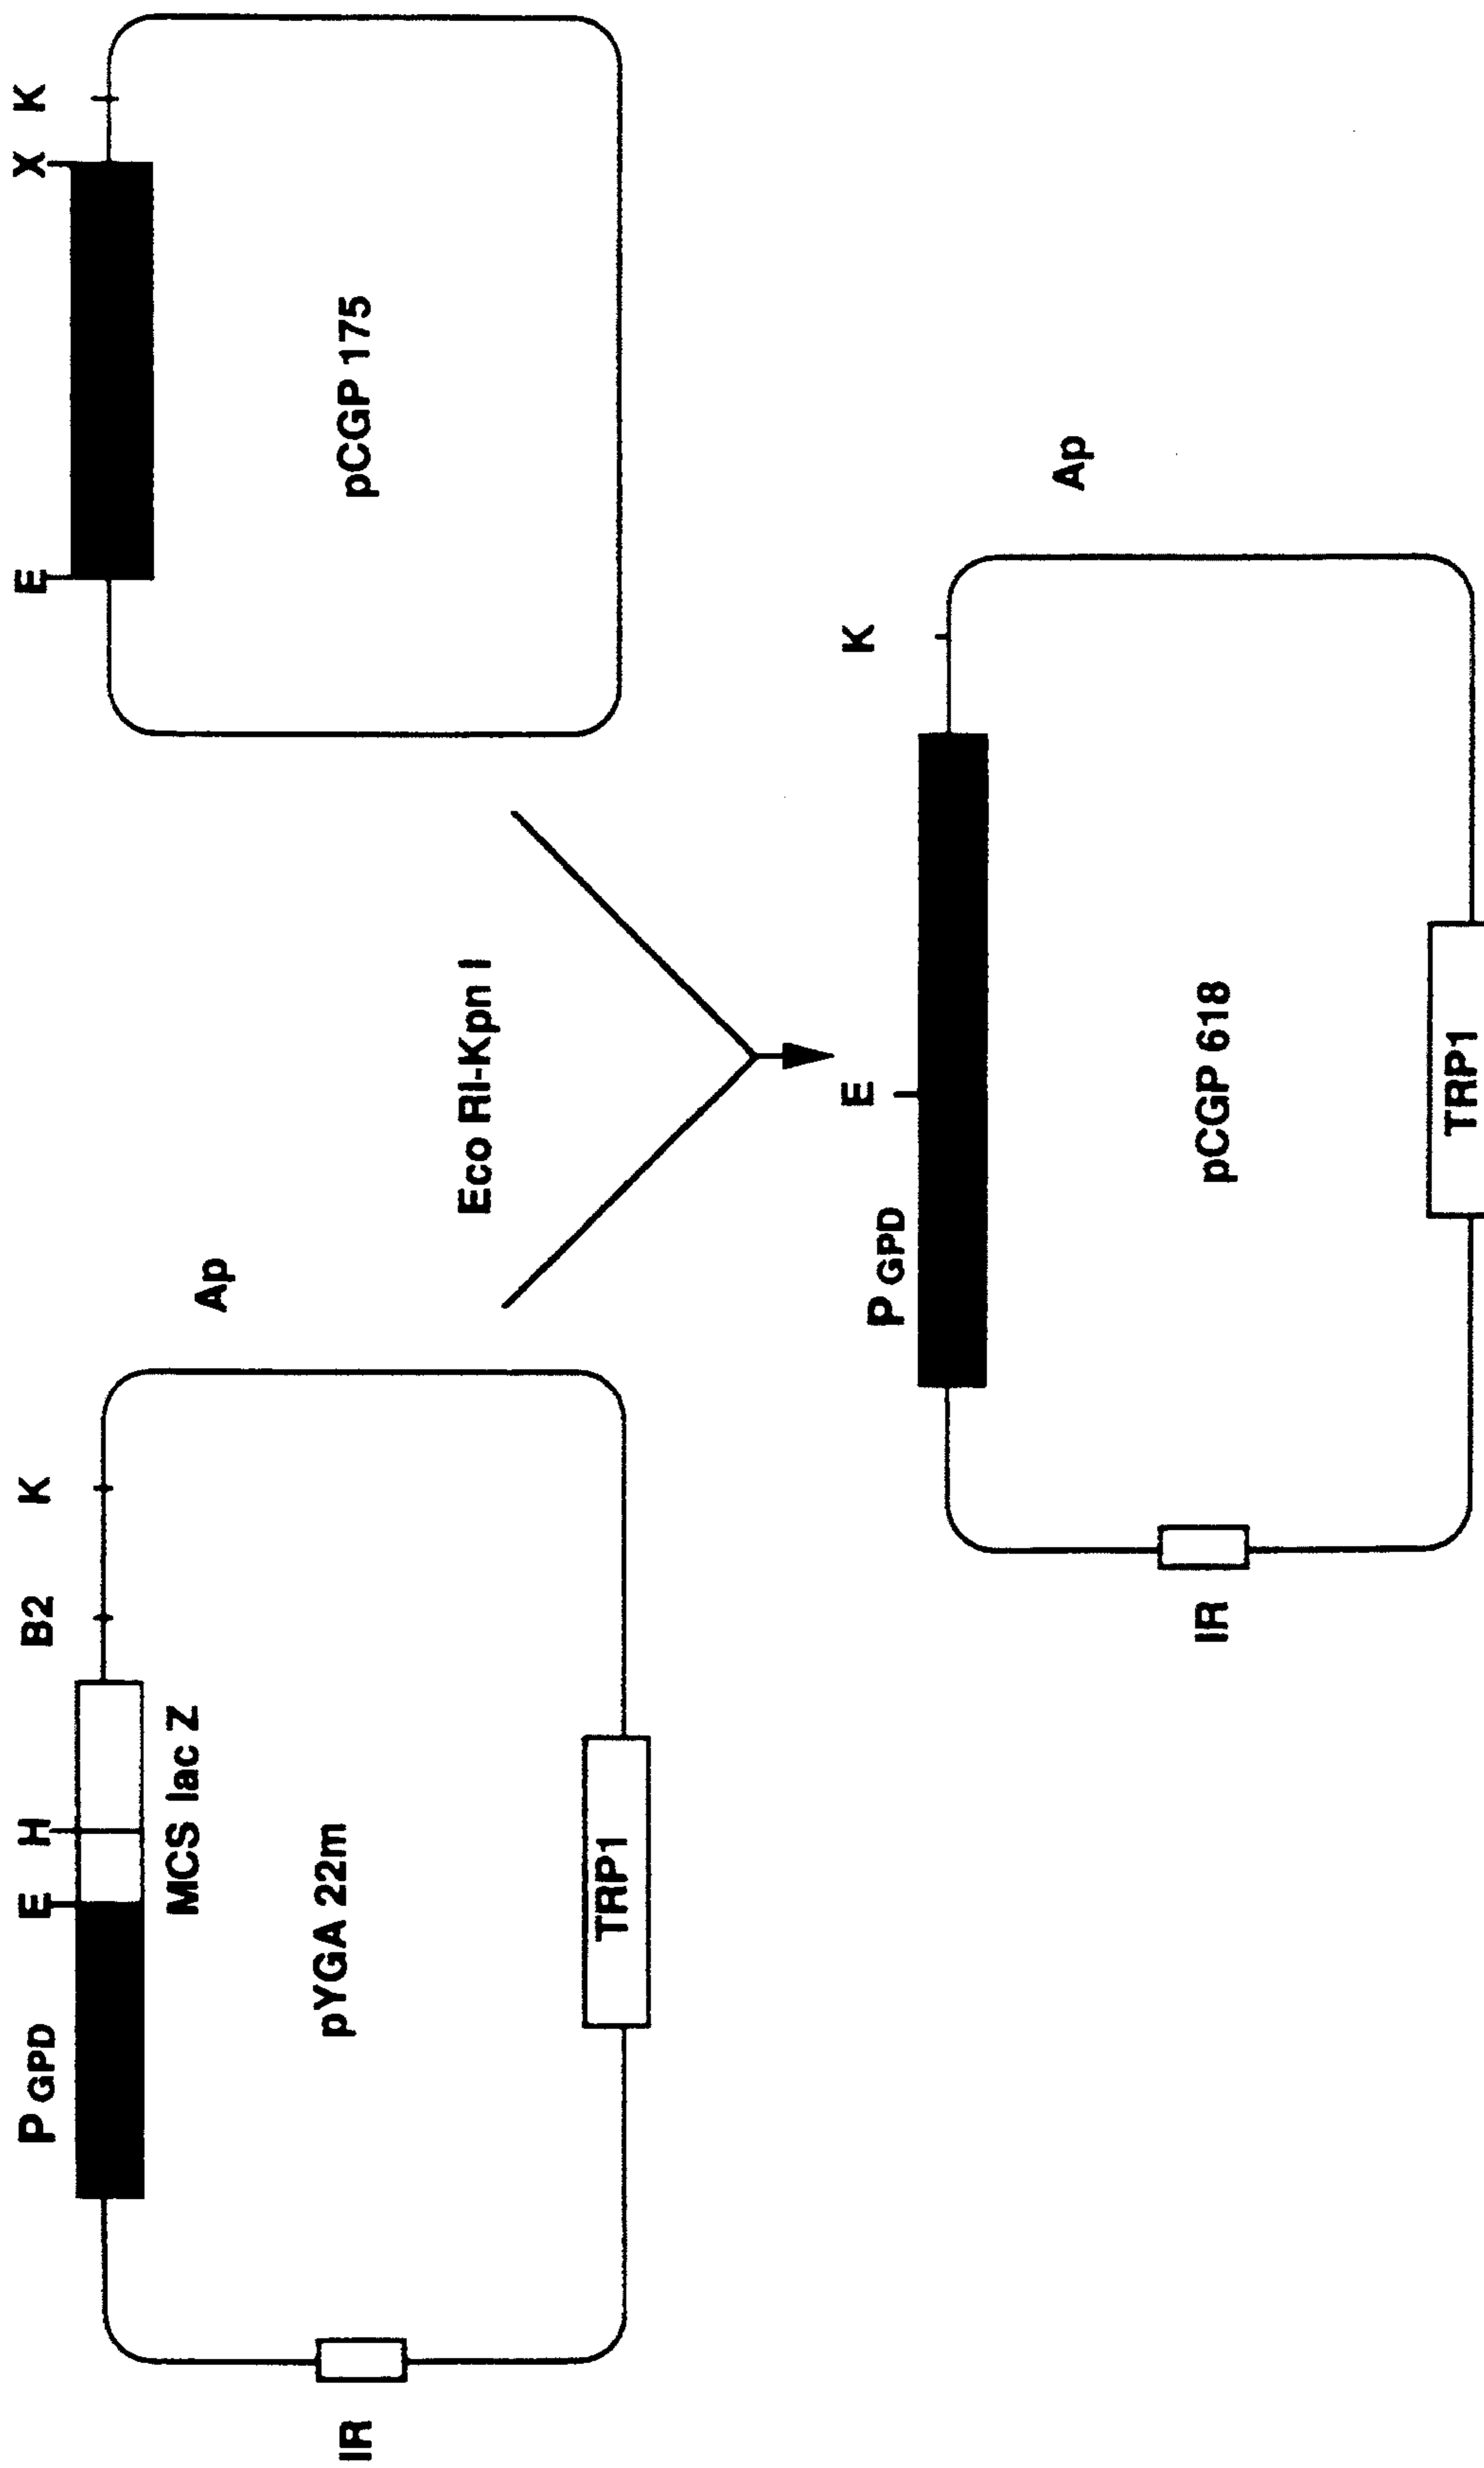 P GPD
E
H
B2
K
MCS lac Z
Ap
IR
pYGA 22m
TRP1
E
X
K
pCGP 175
Eco RI-Kpn I
P GPD
E
K
Ap
IR
pCGP 618
TRP1